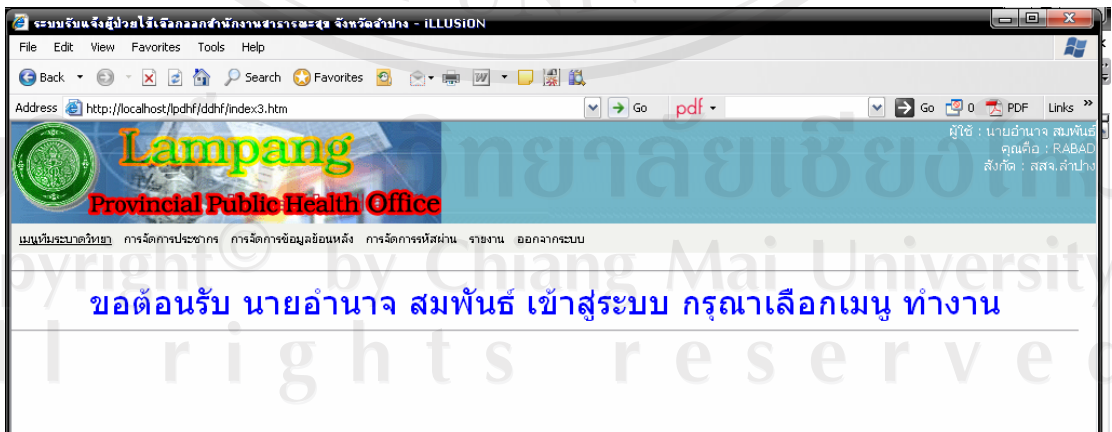 ระบบรับแจ้งผู้ป่วยไข้เลือดออกสำนักงานสาธารณะสุข จังหวัดลำปาง - iLLUSiON
File Edit View Favorites Tools Help
Back Search Favorites
Address http://localhost/lpdhf/ddhf/index3.htm Go pdf Go 0 PDF Links »
Lampang
Provincial Public Health Office
ผู้ใช้ : นายอำนาจ สมพันธ์
คุณคือ : RABAD
สังกัด : สสจ.ลำปาง
เมนูทีมระบาดวิทยา การจัดการประชากร การจัดการข้อมูลย้อนหลัง การจัดการรหัสผ่าน รายงาน ออกจากระบบ
ขอต้อนรับ นายอำนาจ สมพันธ์ เข้าสู่ระบบ กรุณาเลือกเมนู ทำงาน
by Chiang Mai University
rights reserve